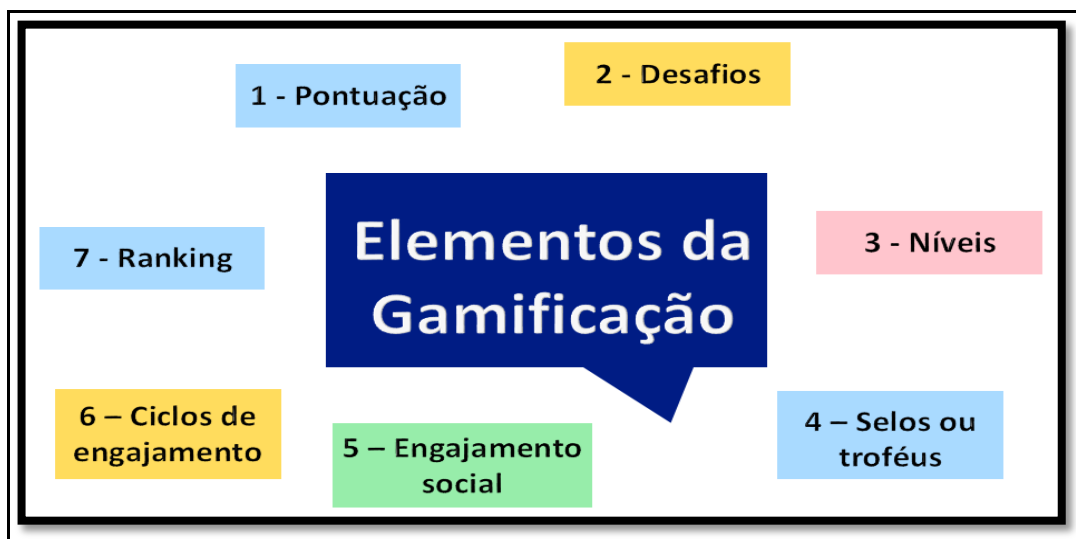 1 - Pontuação
2 - Desafios
Elementos da
Gamificação
3 - Níveis
4 – Selos ou
troféus
5 – Engajamento
social
6 – Ciclos de
engajamento
7 - Ranking